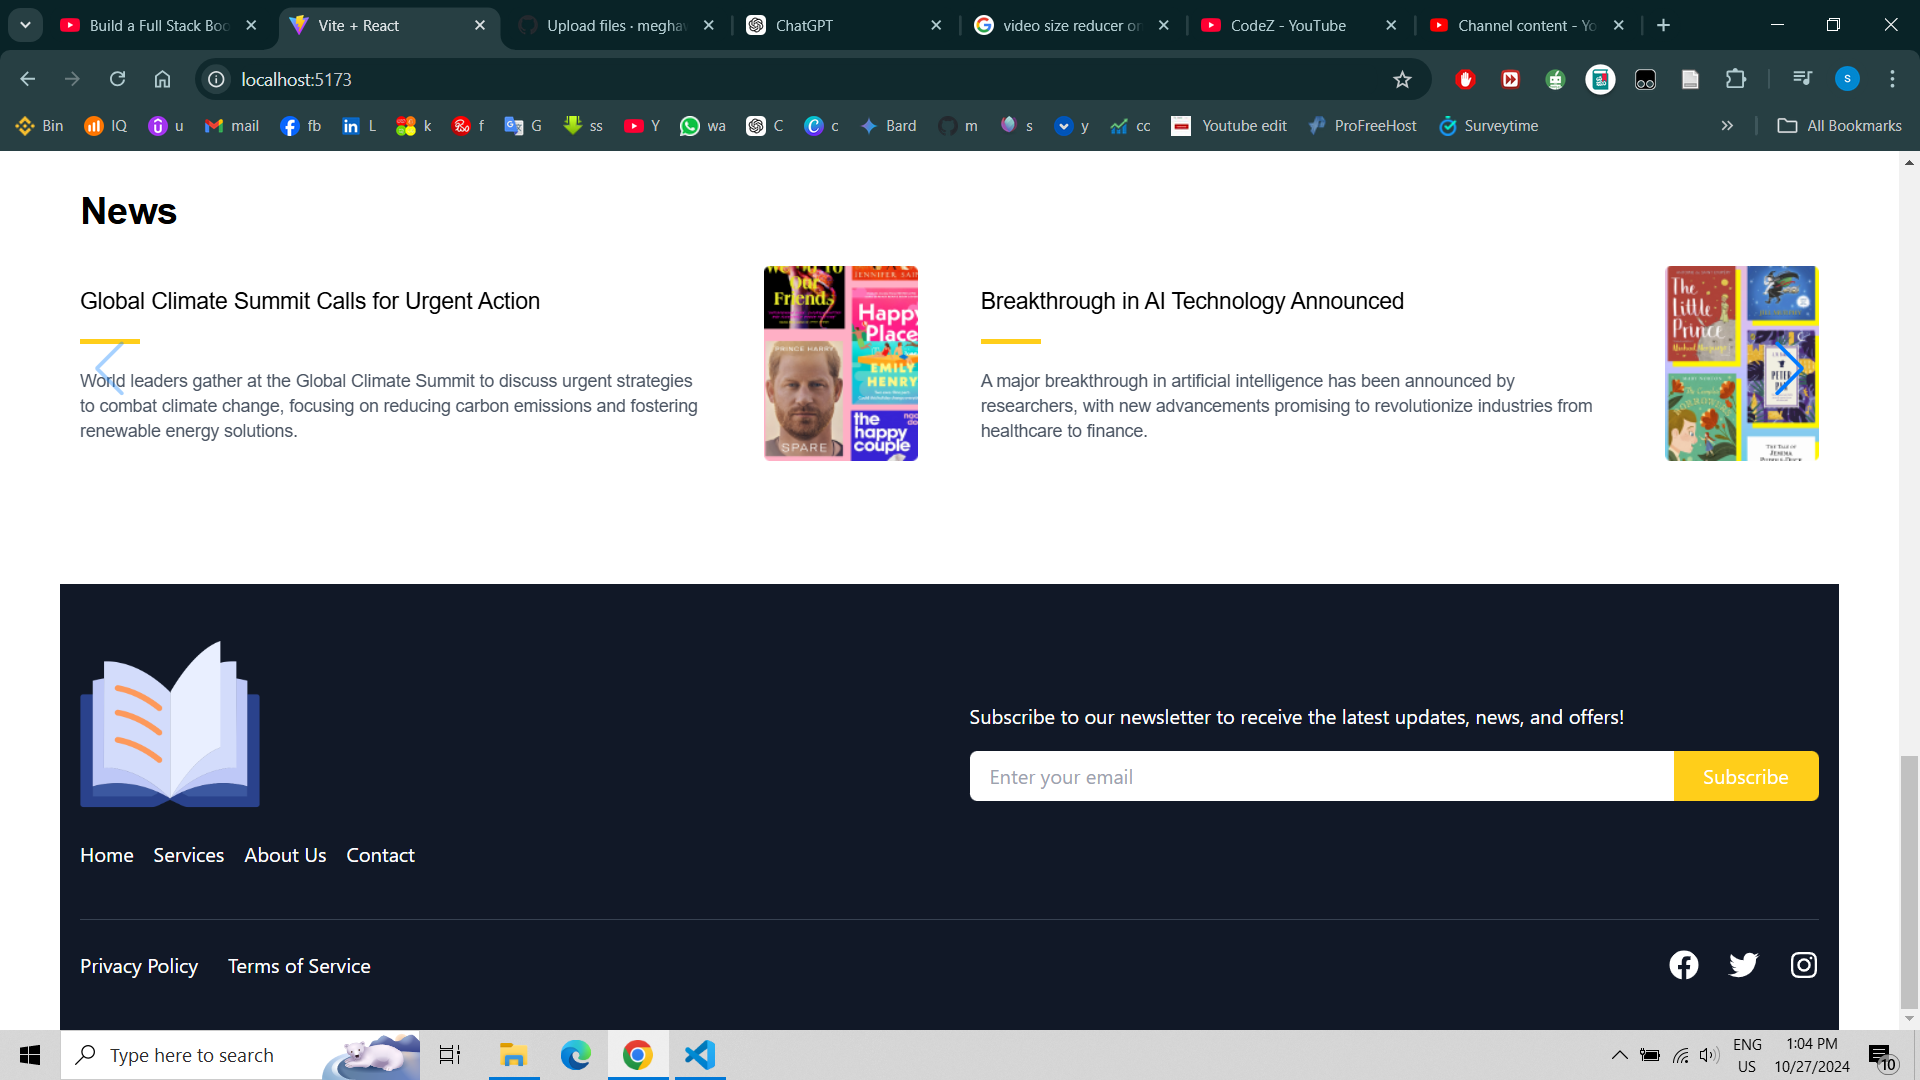 Build a Full Stack Boo
Vite + React
Upload files · megha
ChatGPT
video size reducer on
CodeZ - YouTube
Channel content - Yo
localhost:5173
S
Bin IQ u mail fb L k f G ss Y wa C c Bard m s y cc Youtube edit ProFreeHost Surveytime All Bookmarks
News
Global Climate Summit Calls for Urgent Action
World leaders gather at the Global Climate Summit to discuss urgent strategies
to combat climate change, focusing on reducing carbon emissions and fostering
renewable energy solutions.
Our
Friends
JENNIFER
Happy
Place
PRINCE HARRY
SPARE
EMILY
HENRY
the
happy
couple
Breakthrough in AI Technology Announced
A major breakthrough in artificial intelligence has been announced by
researchers, with new advancements promising to revolutionize industries from
healthcare to finance.
The
Little
Prince
PETER
Subscribe to our newsletter to receive the latest updates, news, and offers!
Enter your email
Subscribe
Home Services About Us Contact
Privacy Policy Terms of Service
Type here to search
ENG
US
1:04 PM
10/27/2024
10